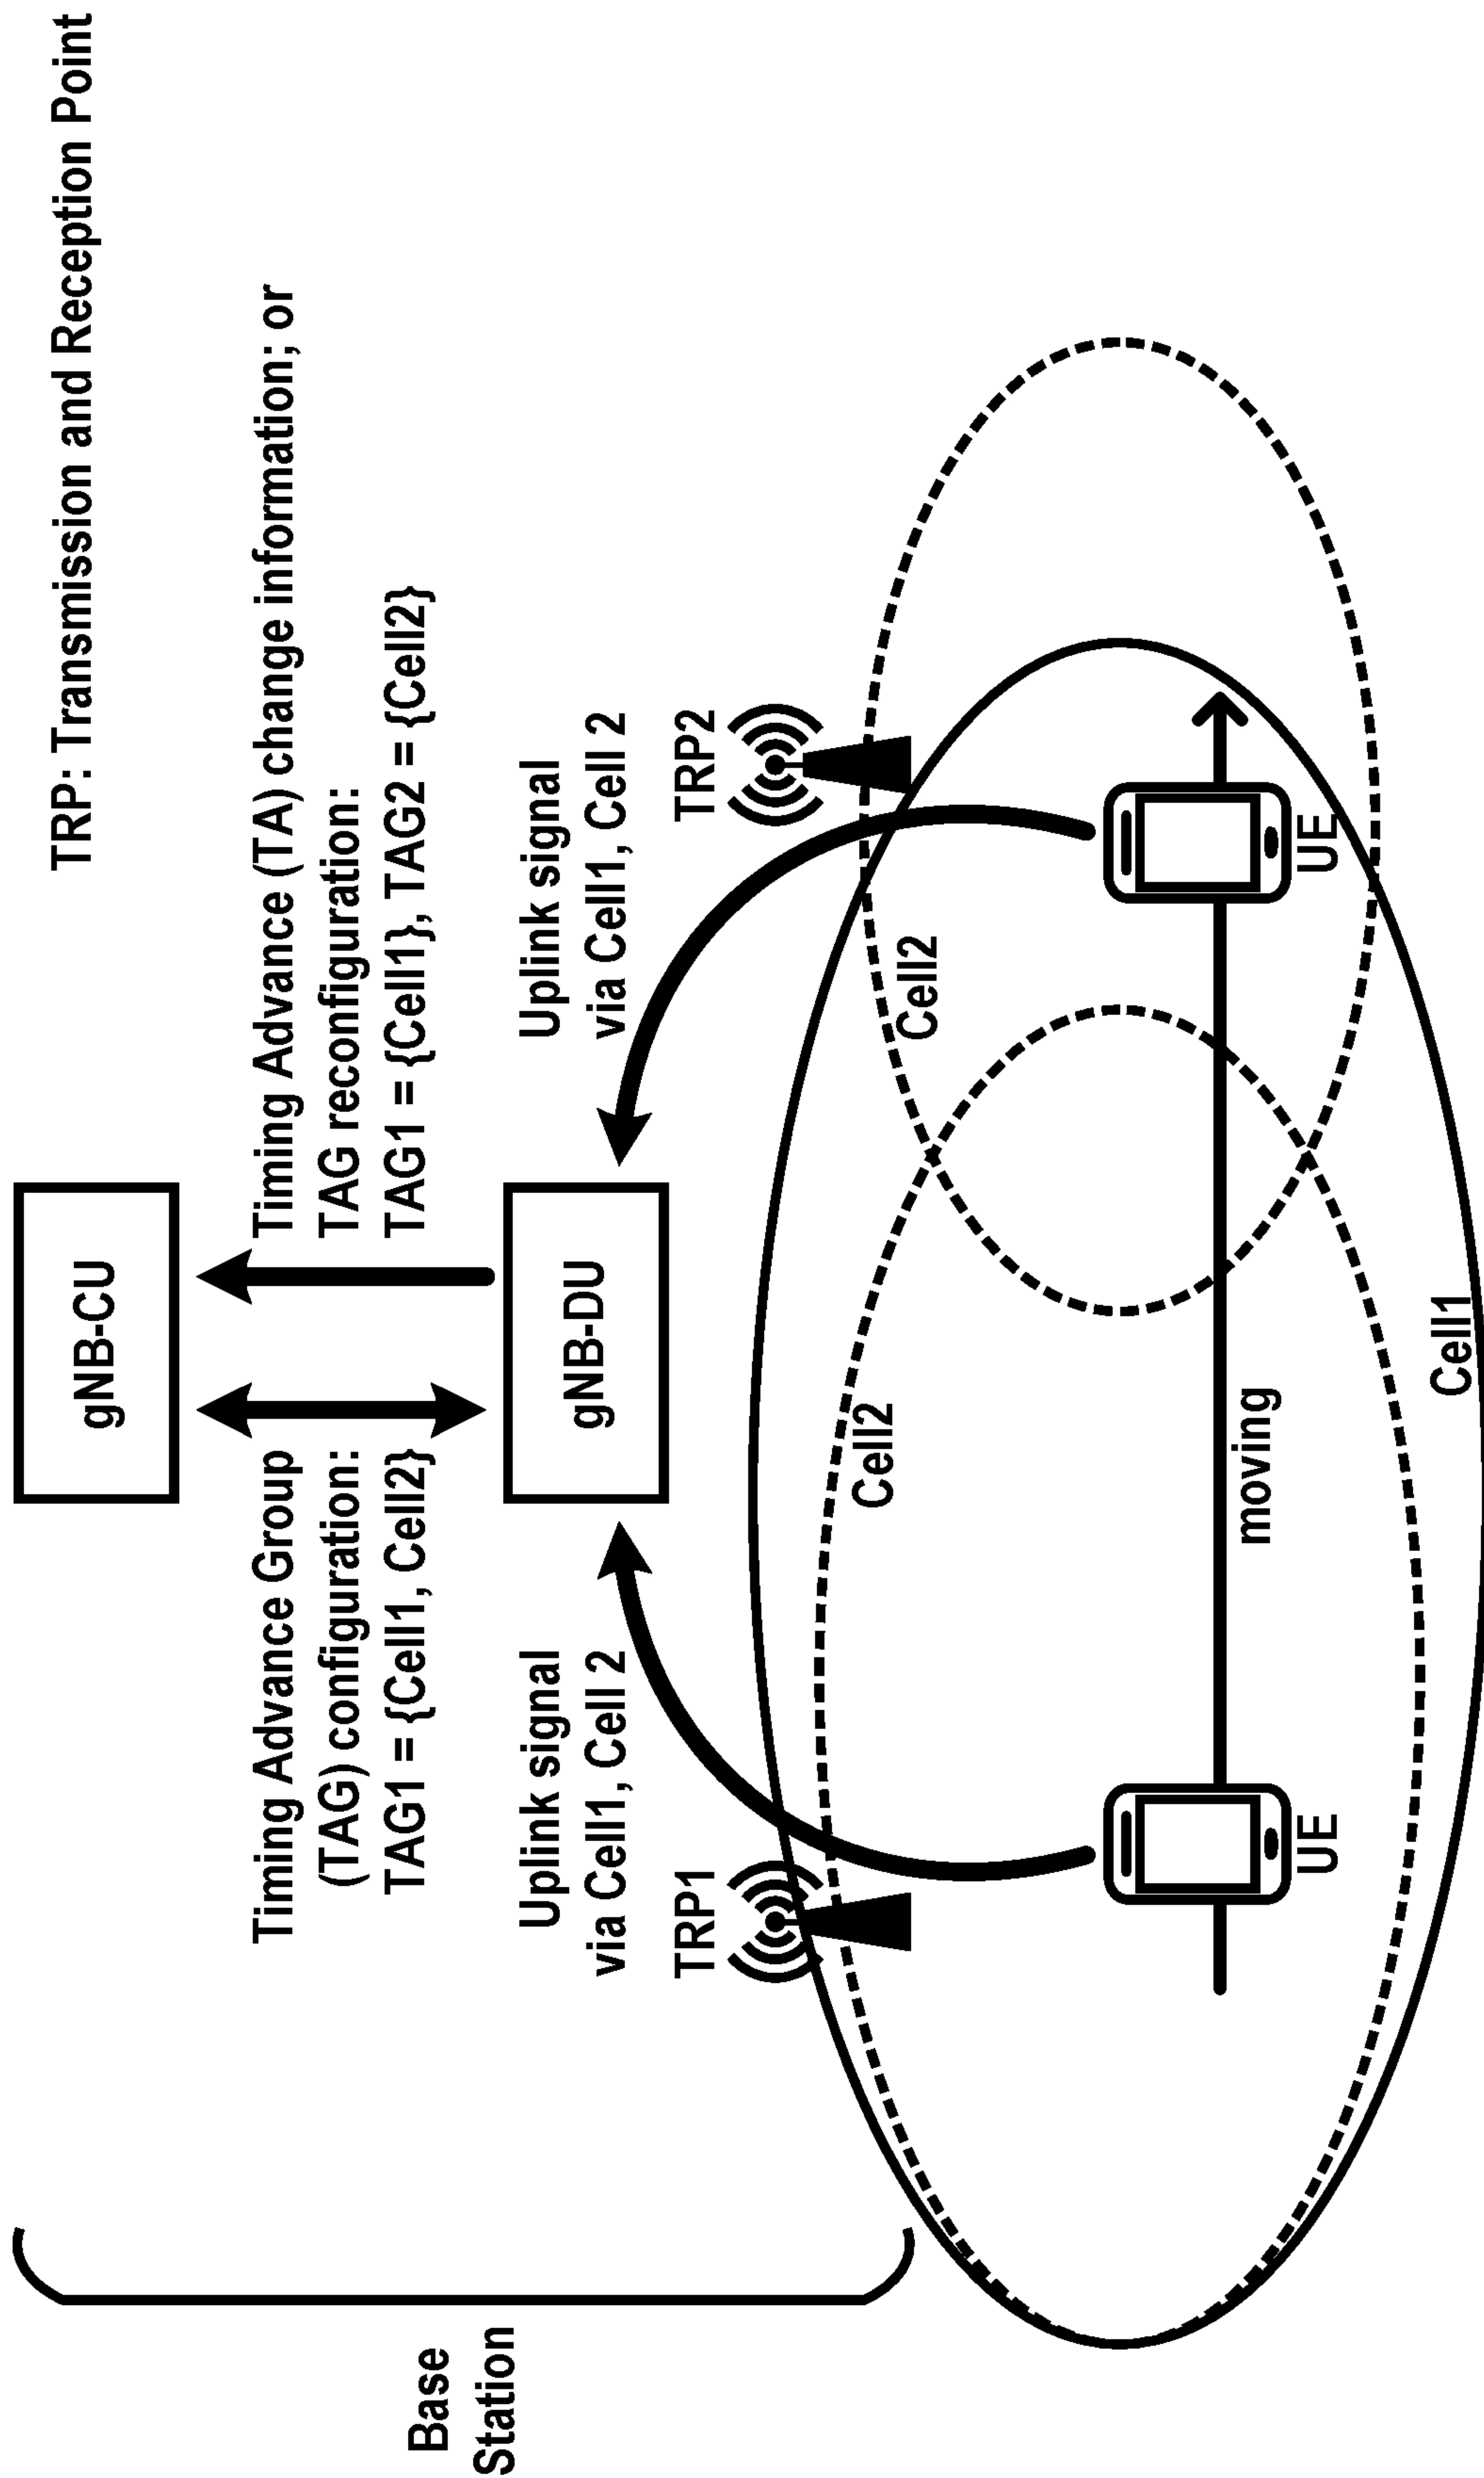 TRP: Transmission and Reception Point
gNB-CU
Timing Advance Group
(TAG) configuration:
TAG1 = {Cell1, Cell2}
Timing Advance (TA) change information; or
TAG reconfiguration:
TAG1 = {Cell1}, TAG2 = {Cell2}
Base
Station
gNB-DU
Uplink signal
via Cell1, Cell 2
Uplink signal
via Cell1, Cell 2
TRP1
TRP2
Cell2
Cell2
moving
UE
UE
Cell1